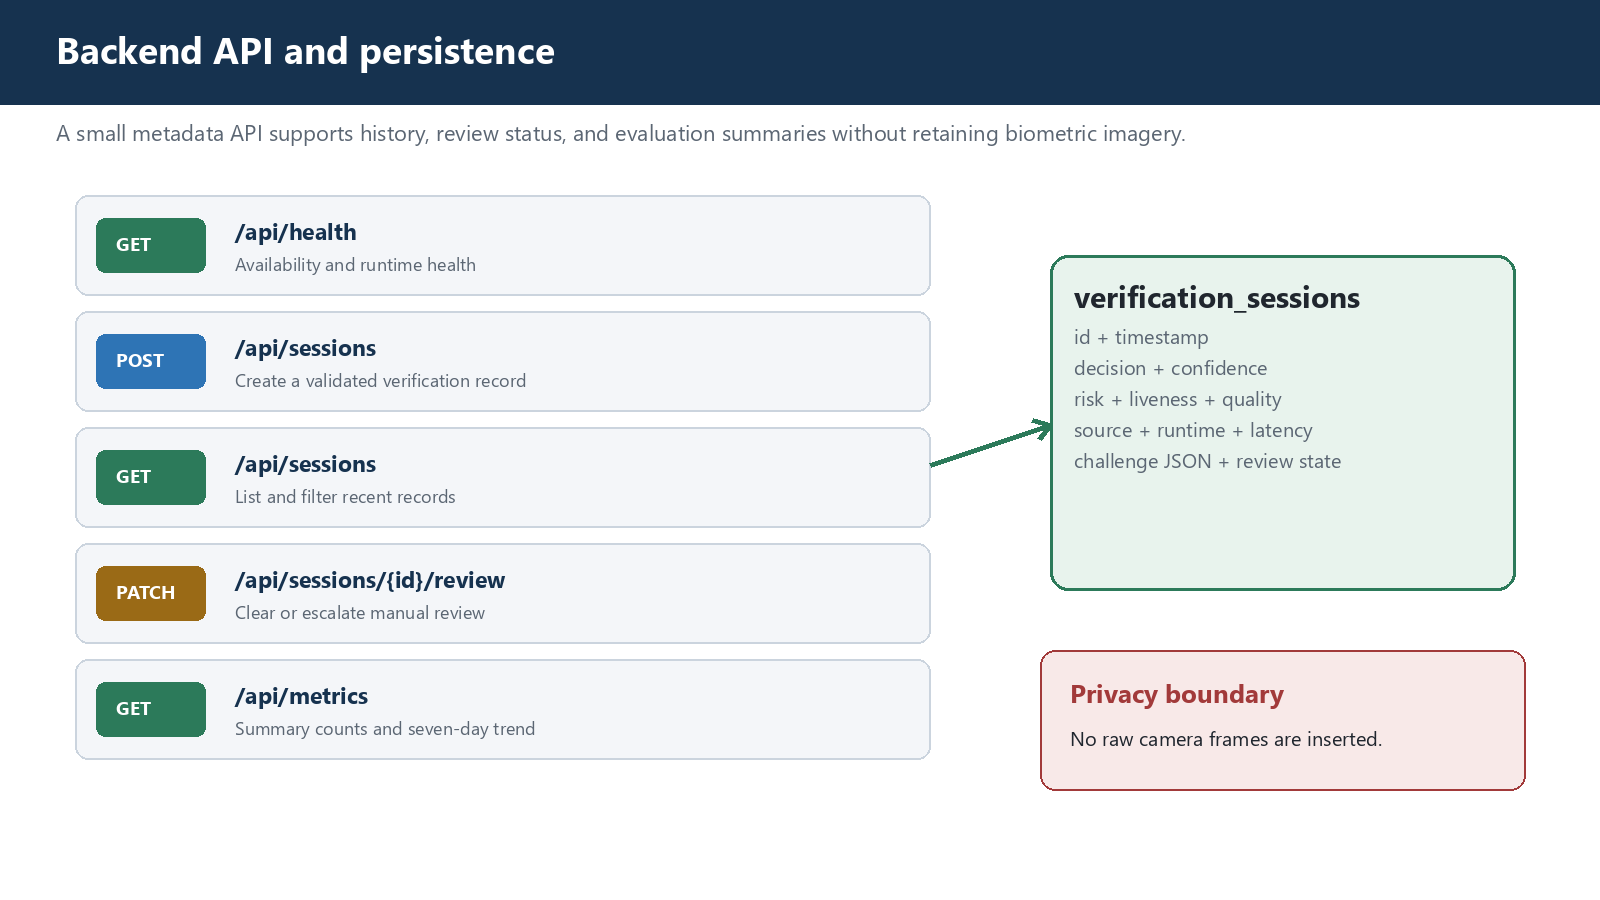 Backend API and persistence
A small metadata API supports history, review status, and evaluation summaries without retaining biometric imagery.
GET
/api/health
Availability and runtime health
POST
/api/sessions
Create a validated verification record
GET
/api/sessions
List and filter recent records
PATCH
/api/sessions/{id}/review
Clear or escalate manual review
GET
/api/metrics
Summary counts and seven-day trend
verification_sessions
id + timestamp
decision + confidence
risk + liveness + quality
source + runtime + latency
challenge JSON + review state
Privacy boundary
No raw camera frames are inserted.